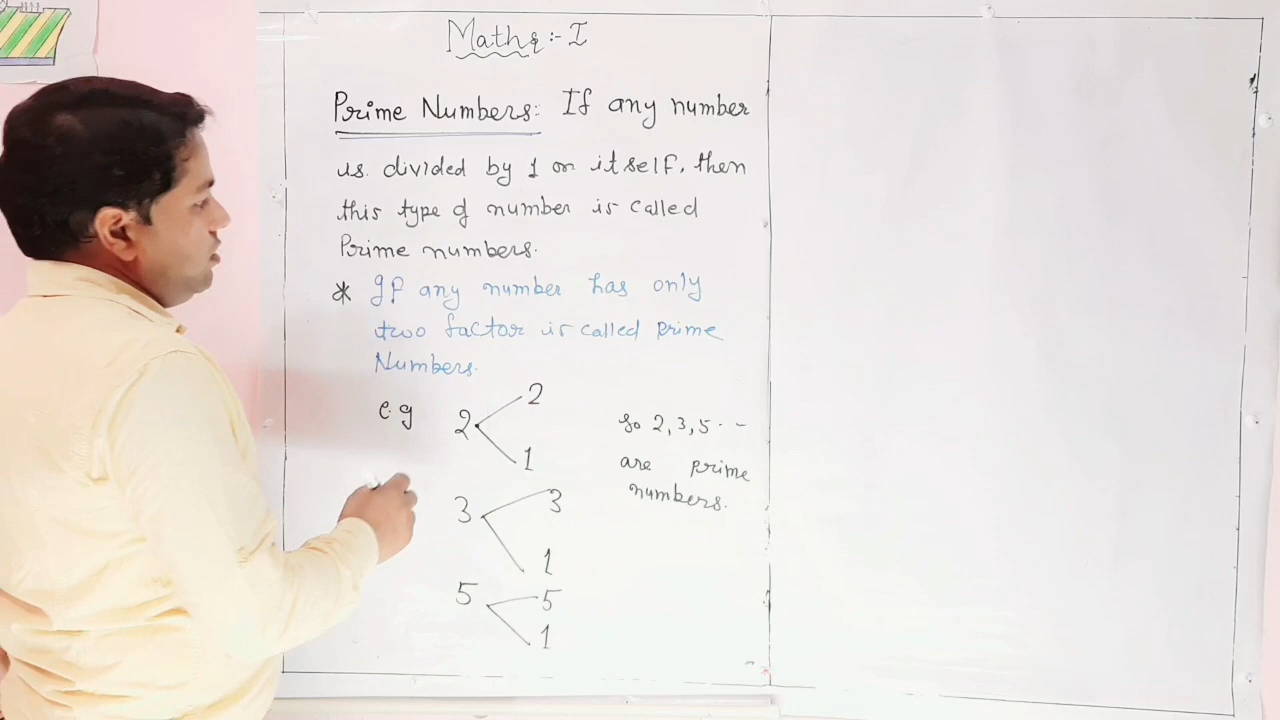 Maths :- I
Prime Numbers: If any number
is divided by 1 or itself, then
this type of number is called
Prime numbers.
* If any number has only
two factor is called prime
Numbers.
e.g
2 2
1
so 2, 3, 5 - -
are prime
numbers.
3 3
1
5 5
1